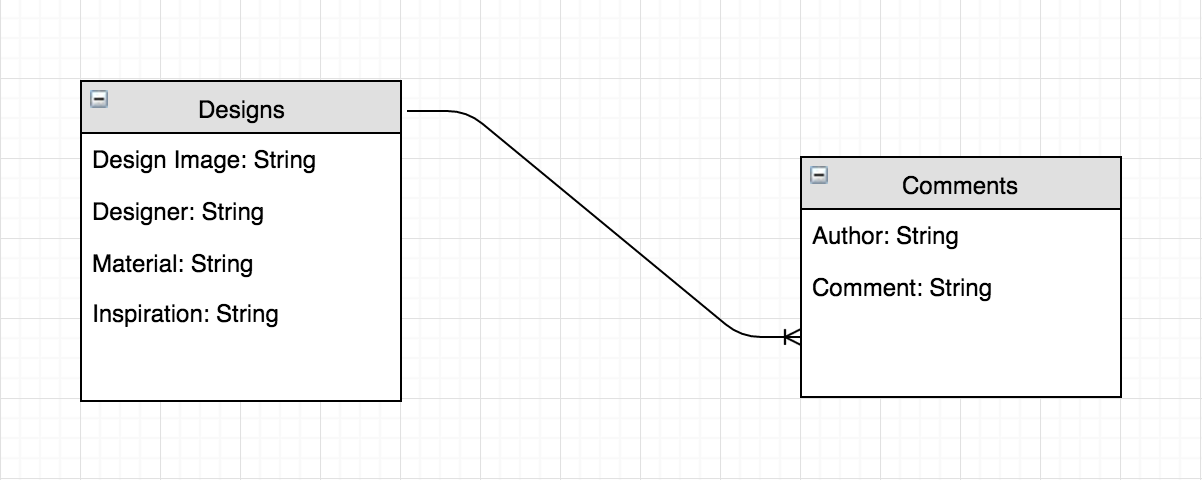 Designs
Design Image: String
Designer: String
Material: String
Inspiration: String
Comments
Author: String
Comment: String